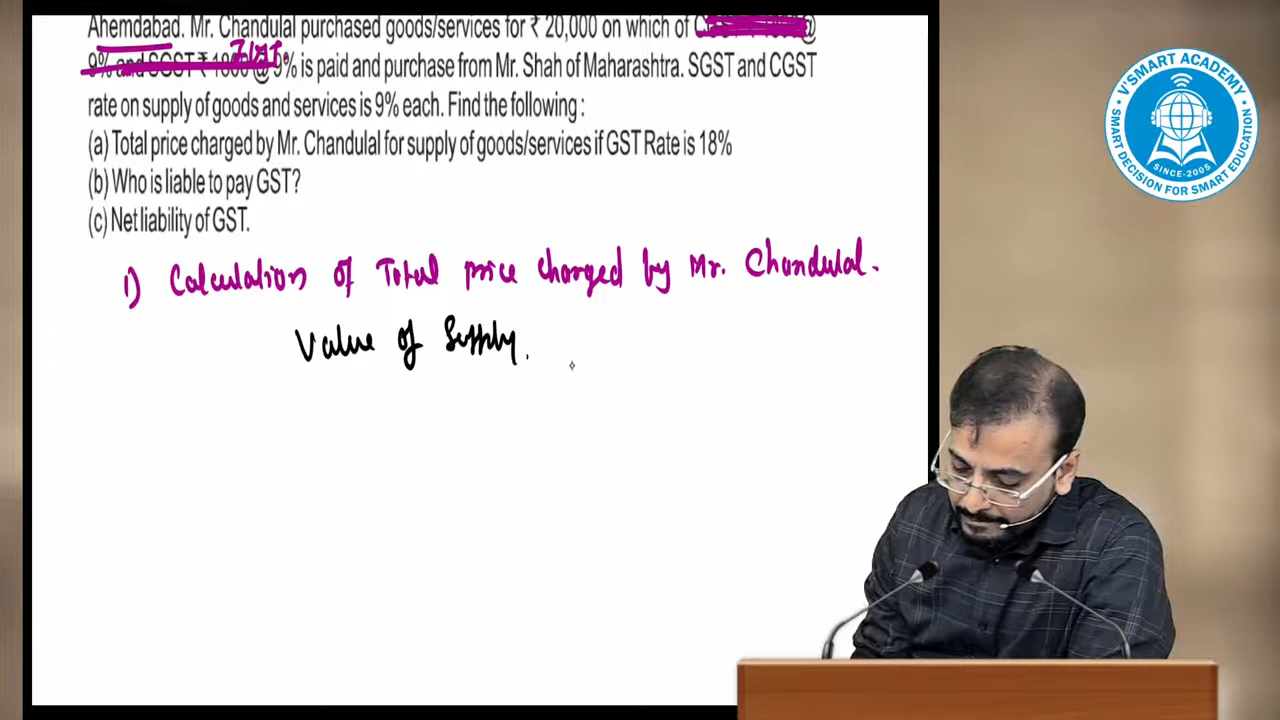 Ahemdabad. Mr. Chandulal purchased goods/services for ₹ 20,000 on which of
9% and SGST ₹ 1800 @ 9% is paid and purchase from Mr. Shah of Maharashtra. SGST and CGST
rate on supply of goods and services is 9% each. Find the following :
(a) Total price charged by Mr. Chandulal for supply of goods/services if GST Rate is 18%
(b) Who is liable to pay GST?
(c) Net liability of GST.
1) Calculation of Total price charged by Mr. Chandulal.
Value of Supply.
V'SMART ACADEMY
SINCE-2005
SMART DECISION FOR SMART EDUCATION